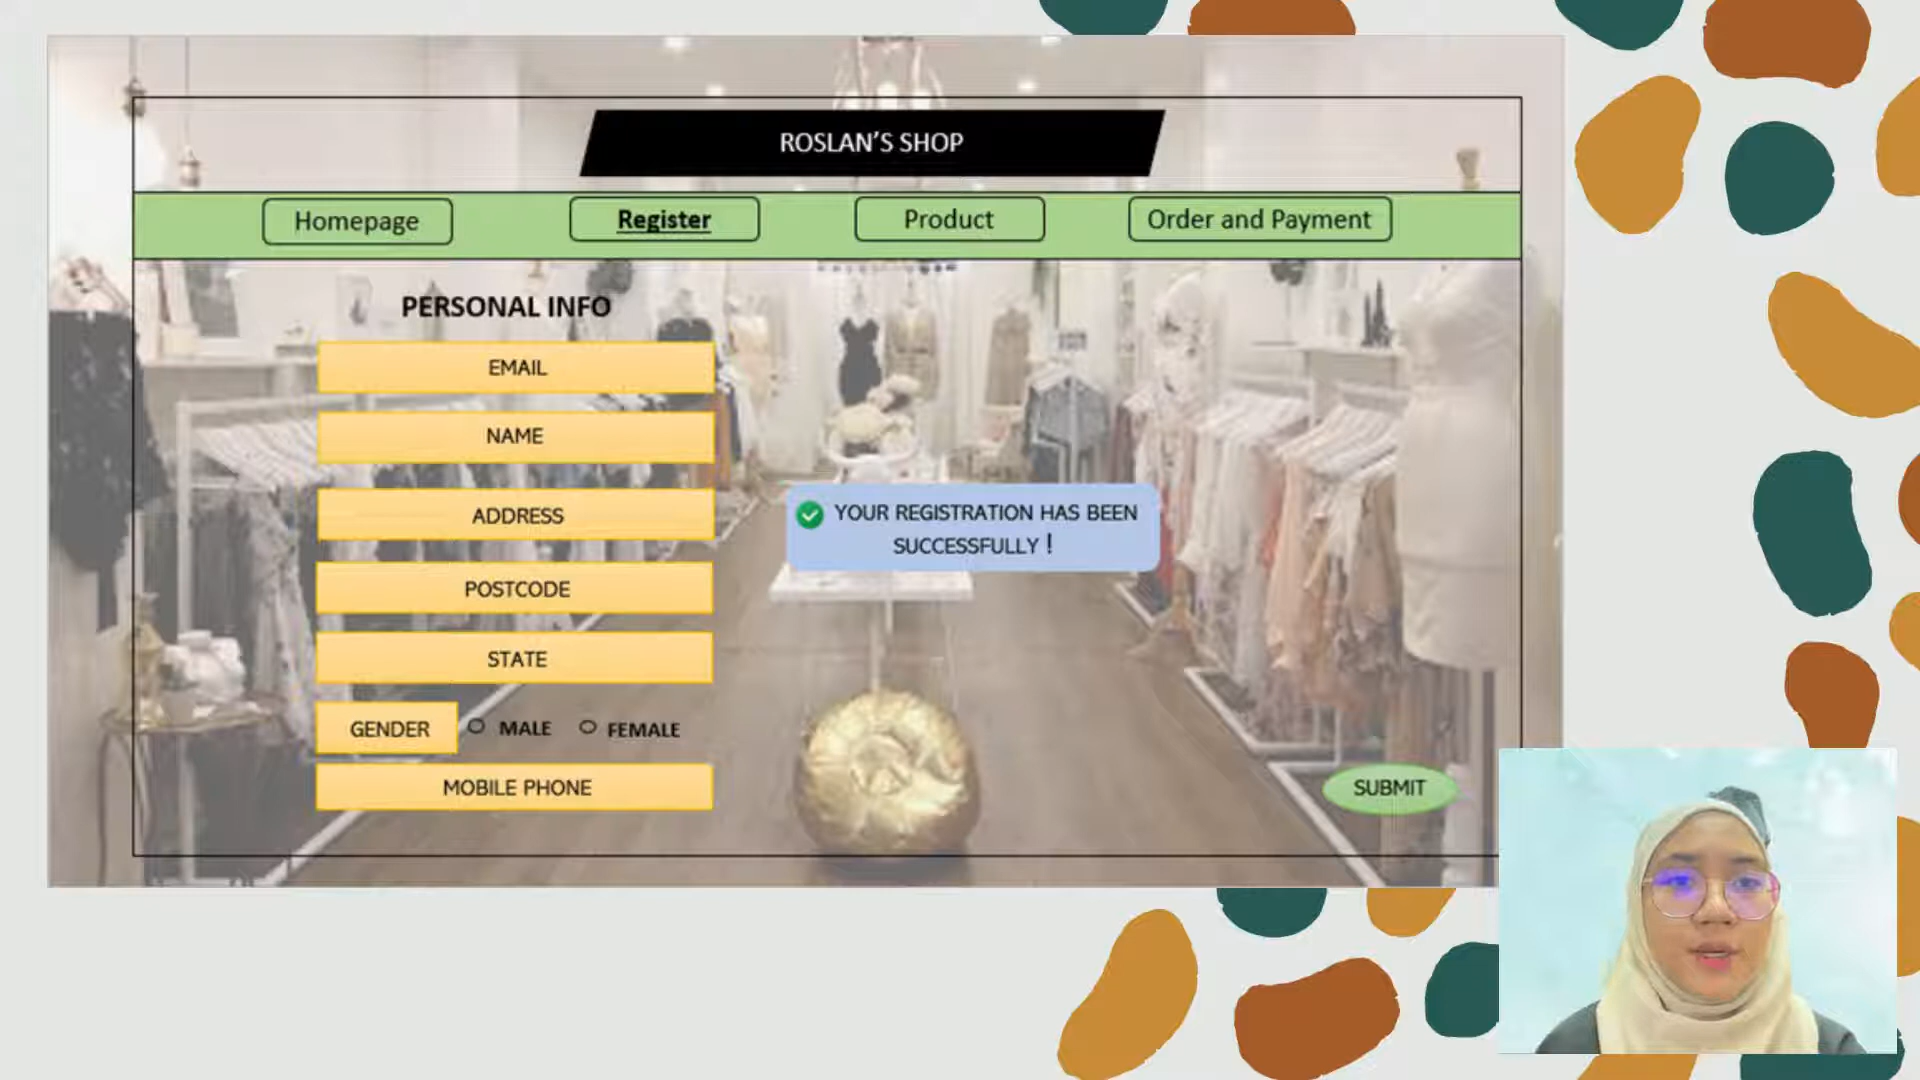 ROSLAN’S SHOP
Homepage
Register
Product
Order and Payment
PERSONAL INFO
EMAIL
NAME
ADDRESS
POSTCODE
STATE
GENDER
MALE
FEMALE
MOBILE PHONE
YOUR REGISTRATION HAS BEEN
SUCCESSFULLY !
SUBMIT